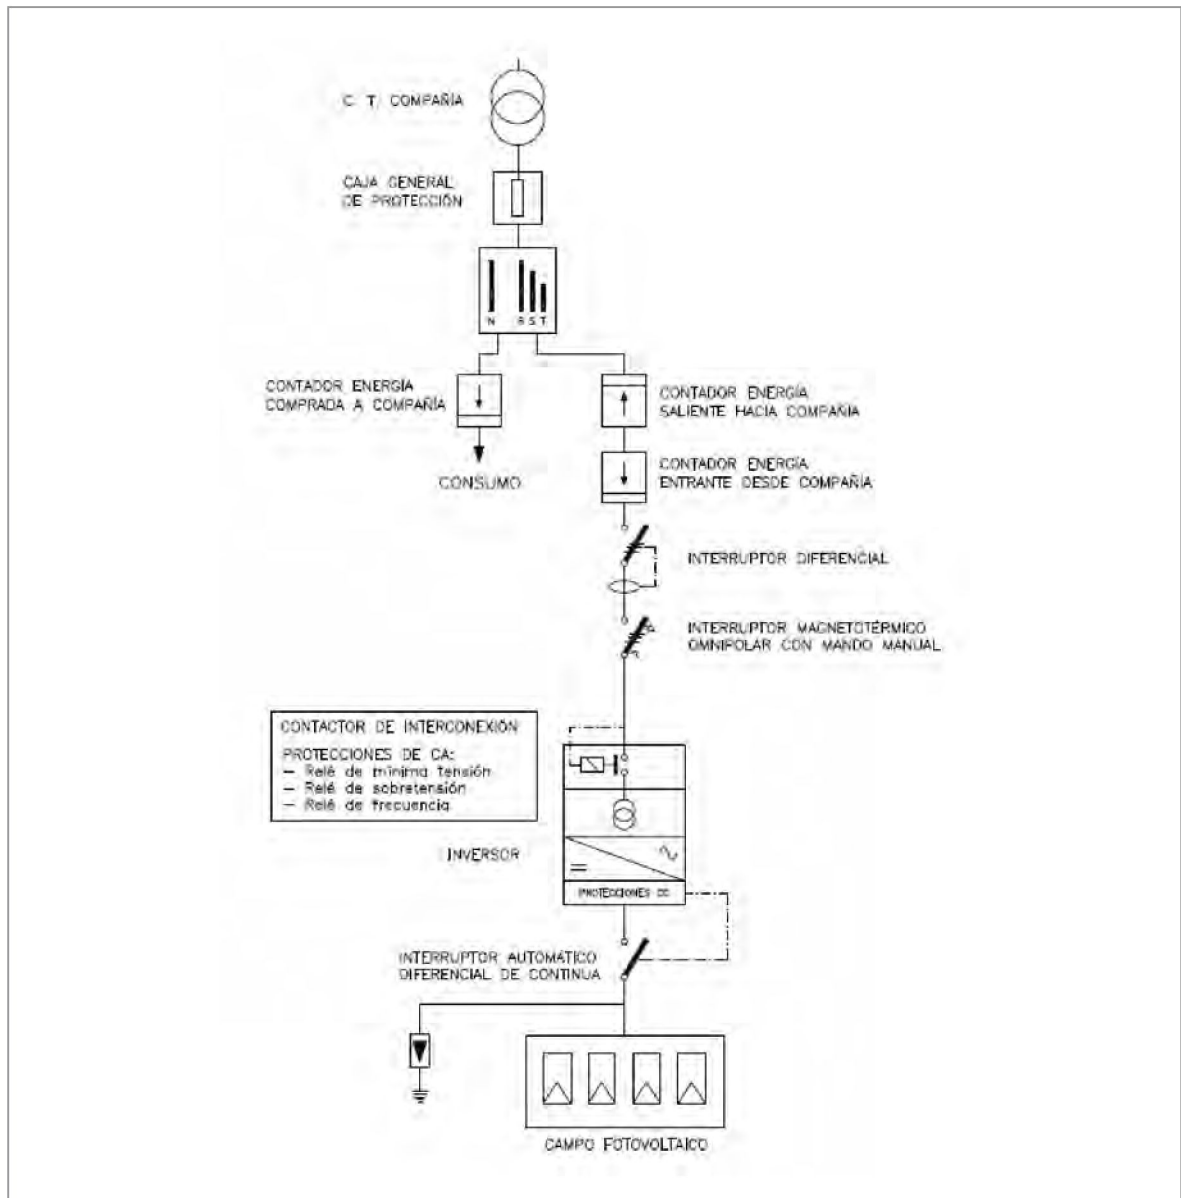 C. T. COMPAÑÍA
CAJA GENERAL
DE PROTECCIÓN
N R S T
CONTADOR ENERGÍA
COMPRADA A COMPAÑÍA
CONSUMO
CONTADOR ENERGÍA
SALIENTE HACIA COMPAÑÍA
CONTADOR ENERGÍA
ENTRANTE DESDE COMPAÑÍA
INTERRUPTOR DIFERENCIAL
INTERRUPTOR MAGNETOTÉRMICO
OMNIPOLAR CON MANDO MANUAL
CONTACTOR DE INTERCONEXIÓN
PROTECCIONES DE CA:
– Relé de mínima tensión
– Relé de sobretensión
– Relé de frecuencia
INVERSOR
PROTECCIONES CC
INTERRUPTOR AUTOMÁTICO
DIFERENCIAL DE CONTINUA
CAMPO FOTOVOLTAICO